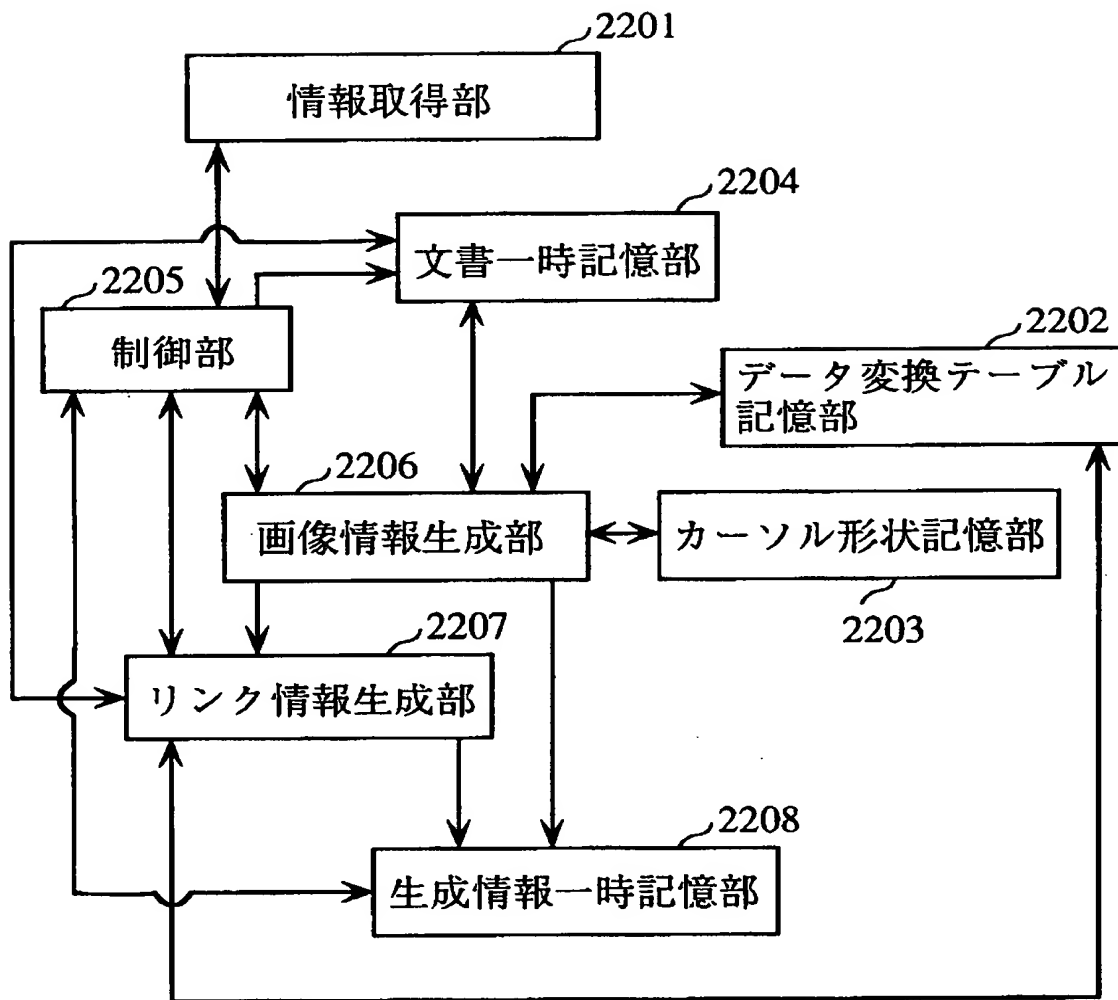 2201
情報取得部
2204
文書一時記憶部
2205
制御部
2202
データ変換テーブル
記憶部
2206
画像情報生成部
カーソル形状記憶部
2203
2207
リンク情報生成部
2208
生成情報一時記憶部